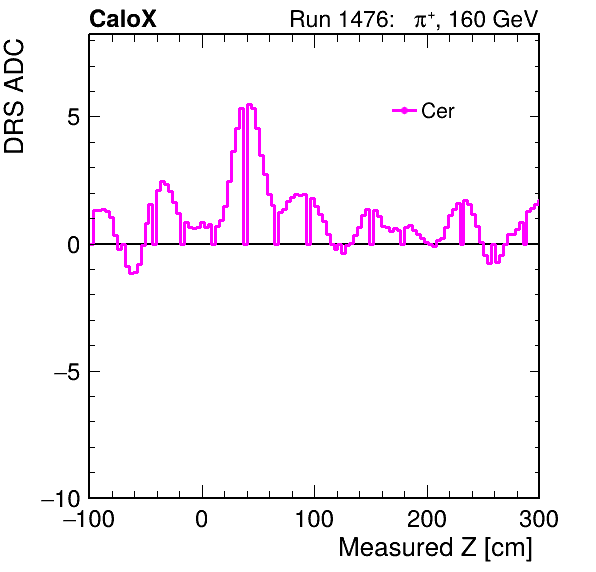 CaloX Run 1476: π⁺, 160 GeV
DRS ADC
Cer
5
0
−5
−10
−100 0 100 200 300
Measured Z [cm]